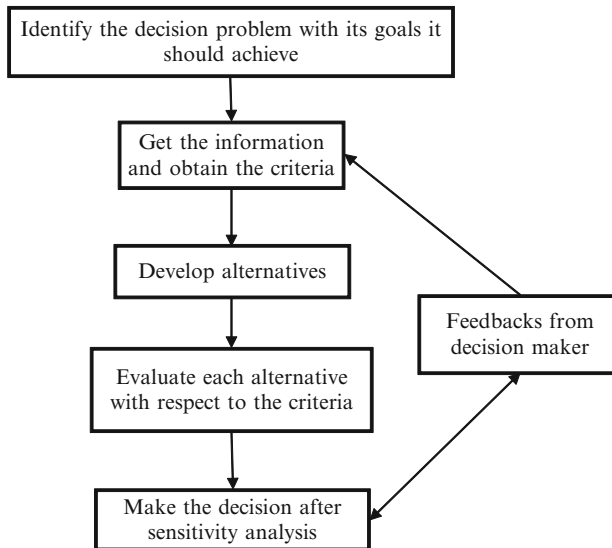 Identify the decision problem with its goals it
should achieve
Get the information
and obtain the criteria
Develop alternatives
Feedbacks from
decision maker
Evaluate each alternative
with respect to the criteria
Make the decision after
sensitivity analysis